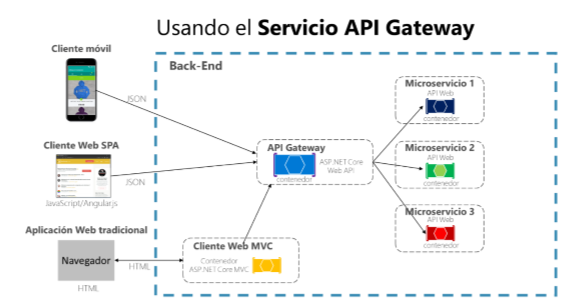 Usando el Servicio API Gateway
Cliente móvil
JSON
Cliente Web SPA
JSON
JavaScript/Angular.js
Aplicación Web tradicional
Navegador
HTML
HTML
Back-End
API Gateway
ASP.NET Core
Web API
contenedor
Cliente Web MVC
Contenedor
ASP.NET Core MVC
Microservicio 1
API Web
contenedor
Microservicio 2
API Web
contenedor
Microservicio 3
API Web
contenedor